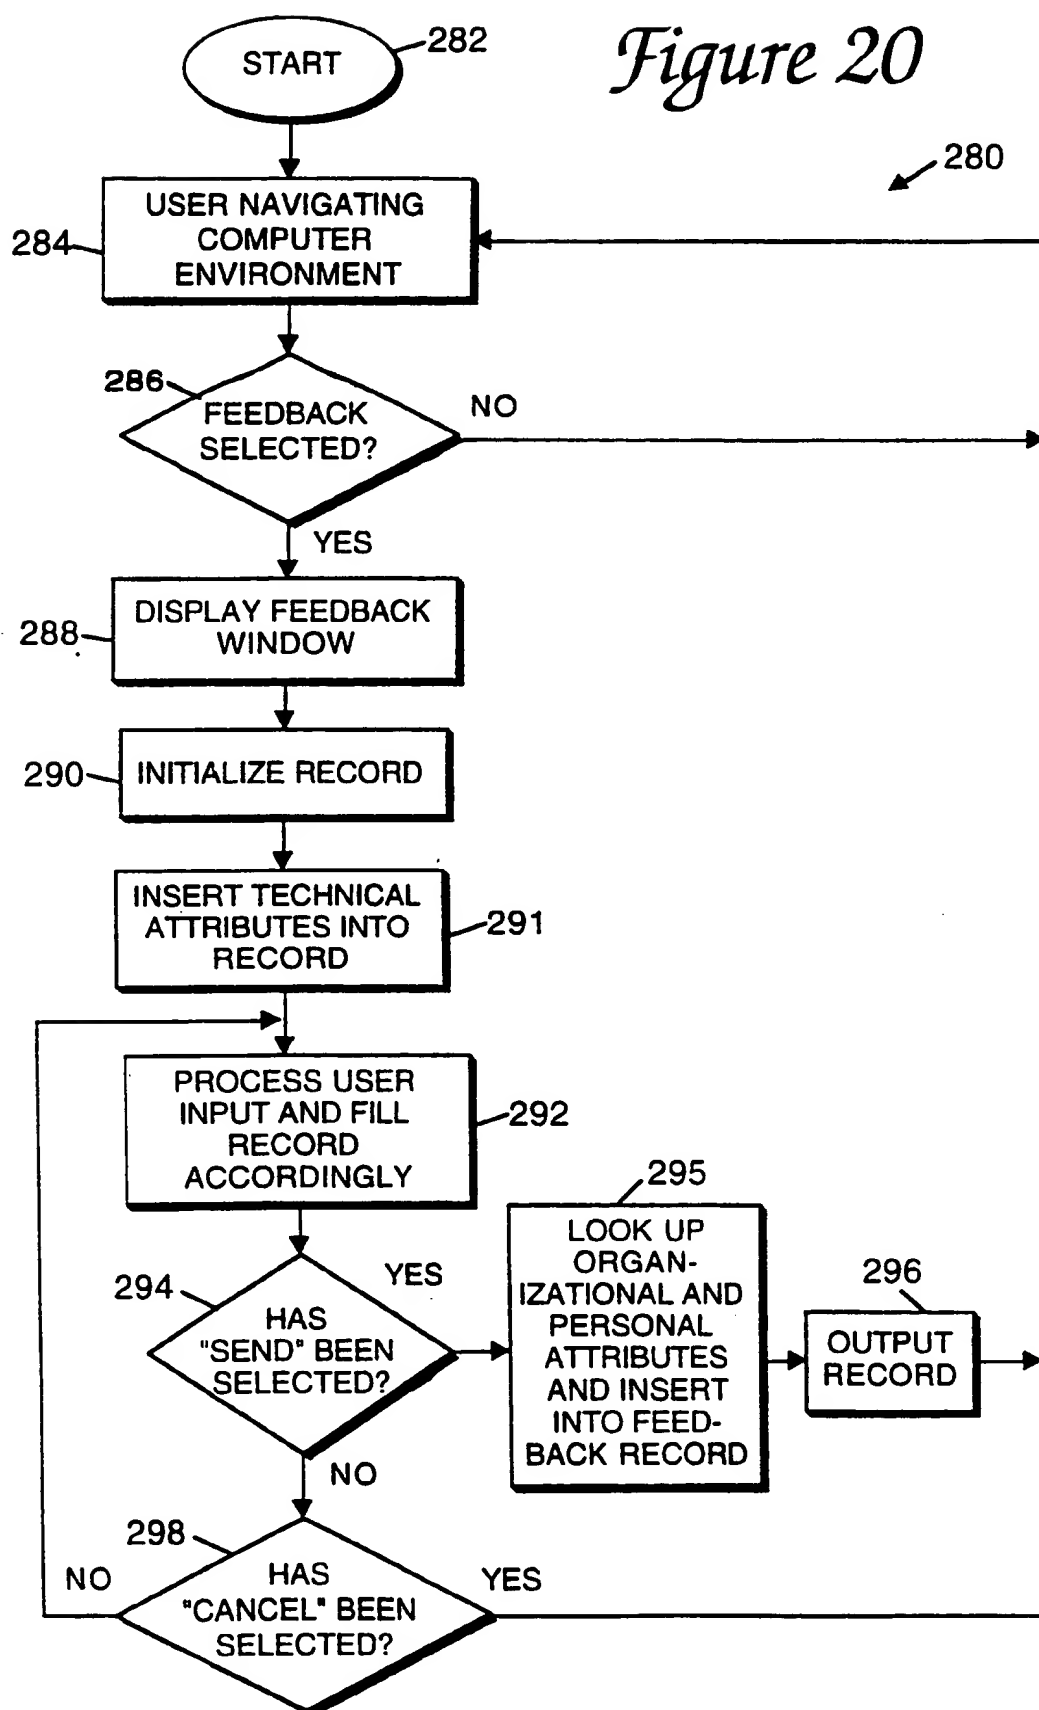 Figure 20
START
282
280
USER NAVIGATING
COMPUTER
ENVIRONMENT
284
286
FEEDBACK
SELECTED?
NO
YES
DISPLAY FEEDBACK
WINDOW
288
290
INITIALIZE RECORD
INSERT TECHNICAL
ATTRIBUTES INTO
RECORD
291
PROCESS USER
INPUT AND FILL
RECORD
ACCORDINGLY
292
294
HAS
"SEND" BEEN
SELECTED?
YES
NO
295
LOOK UP
ORGAN-
IZATIONAL AND
PERSONAL
ATTRIBUTES
AND INSERT
INTO FEED-
BACK RECORD
296
OUTPUT
RECORD
298
HAS
"CANCEL" BEEN
SELECTED?
NO
YES